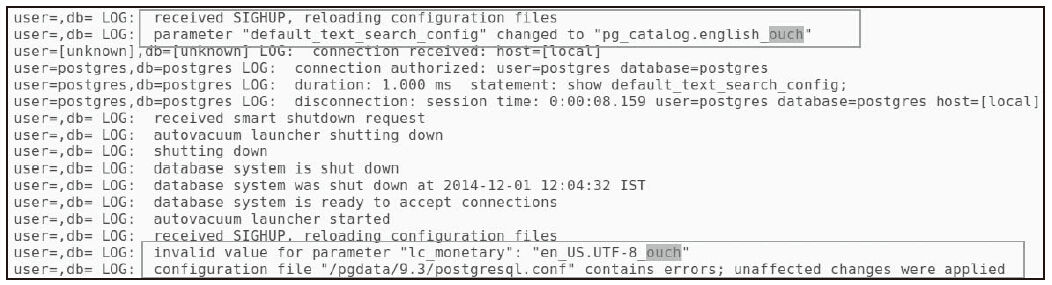 user=,db= LOG:  received SIGHUP, reloading configuration files
user=,db= LOG:  parameter "default_text_search_config" changed to "pg_catalog.english_ouch"
user=[unknown],db=[unknown] LOG:  connection received: host=[local]
user=postgres,db=postgres LOG:  connection authorized: user=postgres database=postgres
user=postgres,db=postgres LOG:  duration: 1.000 ms  statement: show default_text_search_config;
user=postgres,db=postgres LOG:  disconnection: session time: 0:00:08.159 user=postgres database=postgres host=[local]
user=,db= LOG:  received smart shutdown request
user=,db= LOG:  autovacuum launcher shutting down
user=,db= LOG:  shutting down
user=,db= LOG:  database system is shut down
user=,db= LOG:  database system was shut down at 2014-12-01 12:04:32 IST
user=,db= LOG:  database system is ready to accept connections
user=,db= LOG:  autovacuum launcher started
user=,db= LOG:  received SIGHUP, reloading configuration files
user=,db= LOG:  invalid value for parameter "lc_monetary": "en_US.UTF-8_ouch"
user=,db= LOG:  configuration file "/pgdata/9.3/postgresql.conf" contains errors; unaffected changes were applied